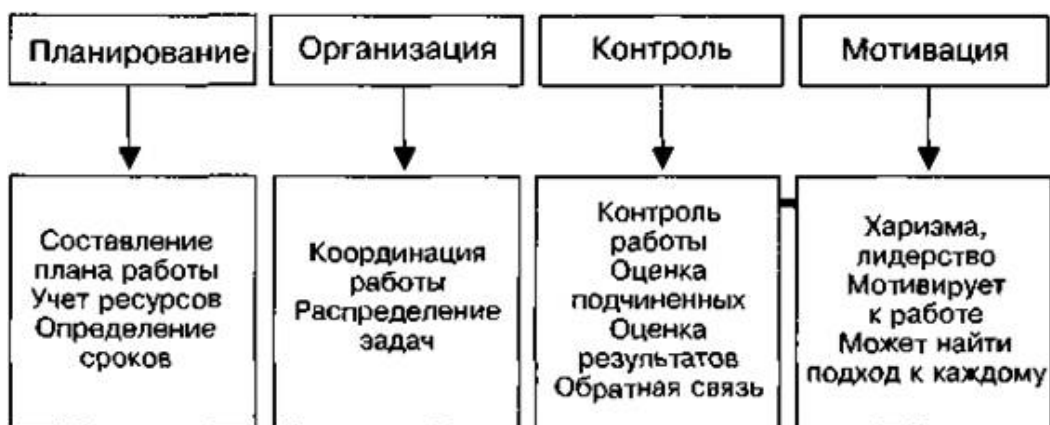 Планирование
Организация
Контроль
Мотивация
Составление
плана работы
Учет ресурсов
Определение
сроков
Координация
работы
Распределение
задач
Контроль
работы
Оценка
подчиненных
Оценка
результатов
Обратная связь
Харизма,
лидерство
Мотивирует
к работе
Может найти
подход к каждому